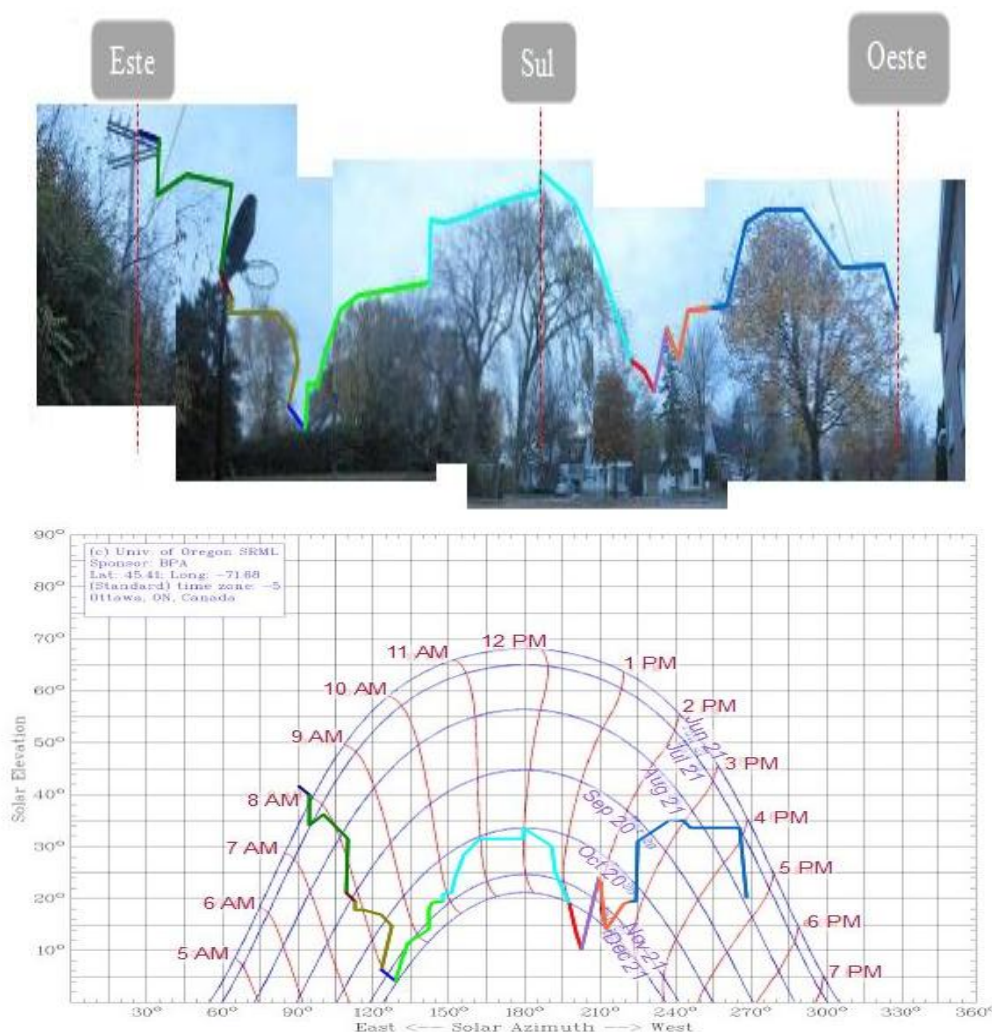 Este
Sul
Oeste
90°
(c) Univ. of Oregon SRML
Sponsor: BPA
Lat: 45.41; Long: -71.68
(Standard) time zone: -5
Ottawa, ON, Canada
80°
70°
60°
50°
40°
30°
20°
10°
Solar Elevation
5 AM
6 AM
7 AM
8 AM
9 AM
10 AM
11 AM
12 PM
1 PM
2 PM
3 PM
4 PM
5 PM
6 PM
7 PM
Jun 21
Jul 21
Aug 21
Sep 20
Oct 20
Nov 21
Dec 21
30° 60° 90° 120° 150° 180° 210° 240° 270° 300° 330° 360°
East <-- Solar Azimuth --> West